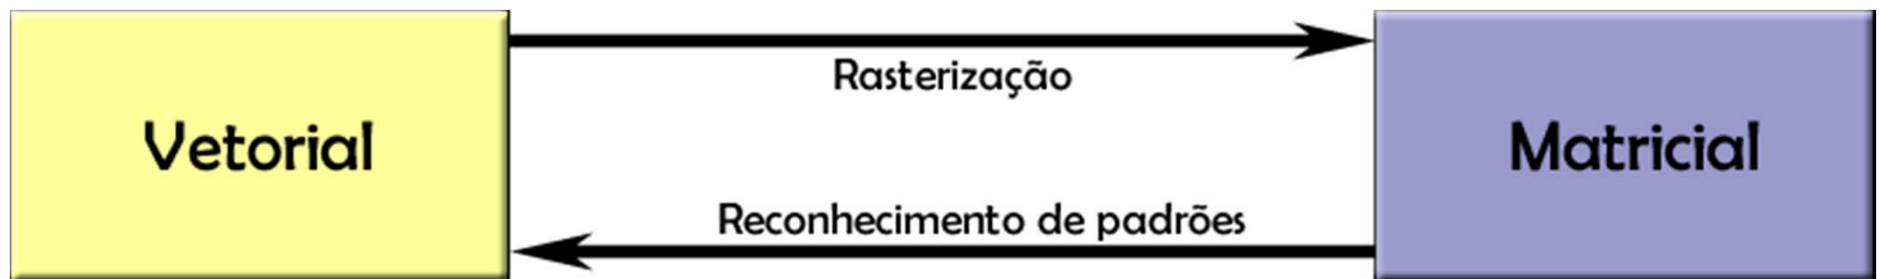 Rasterização
Vetorial
Matricial
Reconhecimento de padrões